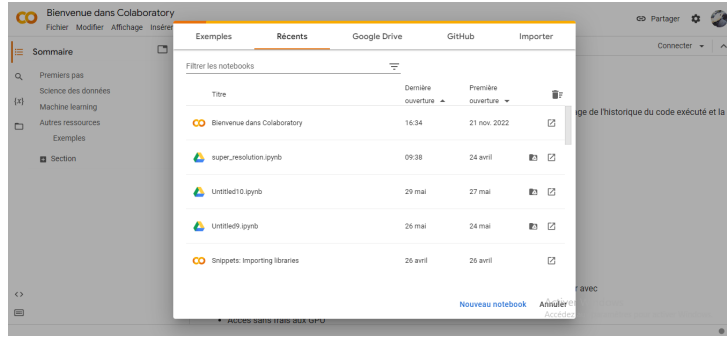 Bienvenue dans Colaboratory
Fichier Modifier Affichage Insérer
Partager
Connecter
Sommaire
Premiers pas
Science des données
Machine learning
Autres ressources
Exemples
Section
Exemples Récents Google Drive GitHub Importer
Filtrer les notebooks
Titre Dernière ouverture Première ouverture
Bienvenue dans Colaboratory 16:34 21 nov. 2022
super_resolution.ipynb 09:38 24 avril
Untitled10.ipynb 29 mai 27 mai
Untitled9.ipynb 26 mai 24 mai
Snippets: Importing libraries 26 avril 26 avril
Nouveau notebook Annuler
age de l'historique du code exécuté et la
r avec
Accès sans frais aux GPU